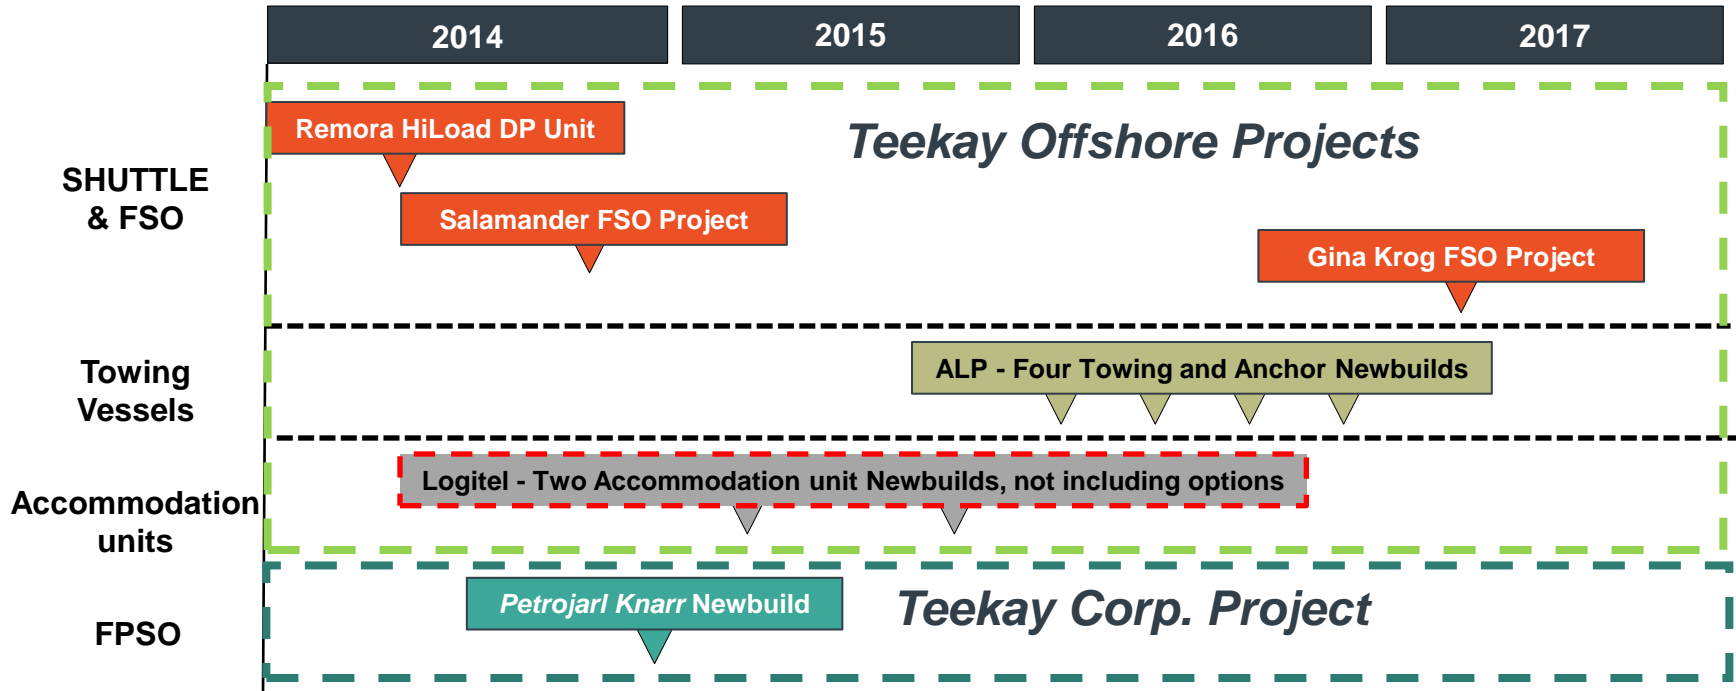 2014
2015
2016
2017
Remora HiLoad DP Unit
Teekay Offshore Projects
SHUTTLE
& FSO
Salamander FSO Project
Gina Krog FSO Project
Towing
Vessels
ALP - Four Towing and Anchor Newbuilds
Accommodation
units
Logitel - Two Accommodation unit Newbuilds, not including options
FPSO
Petrojarl Knarr Newbuild
Teekay Corp. Project